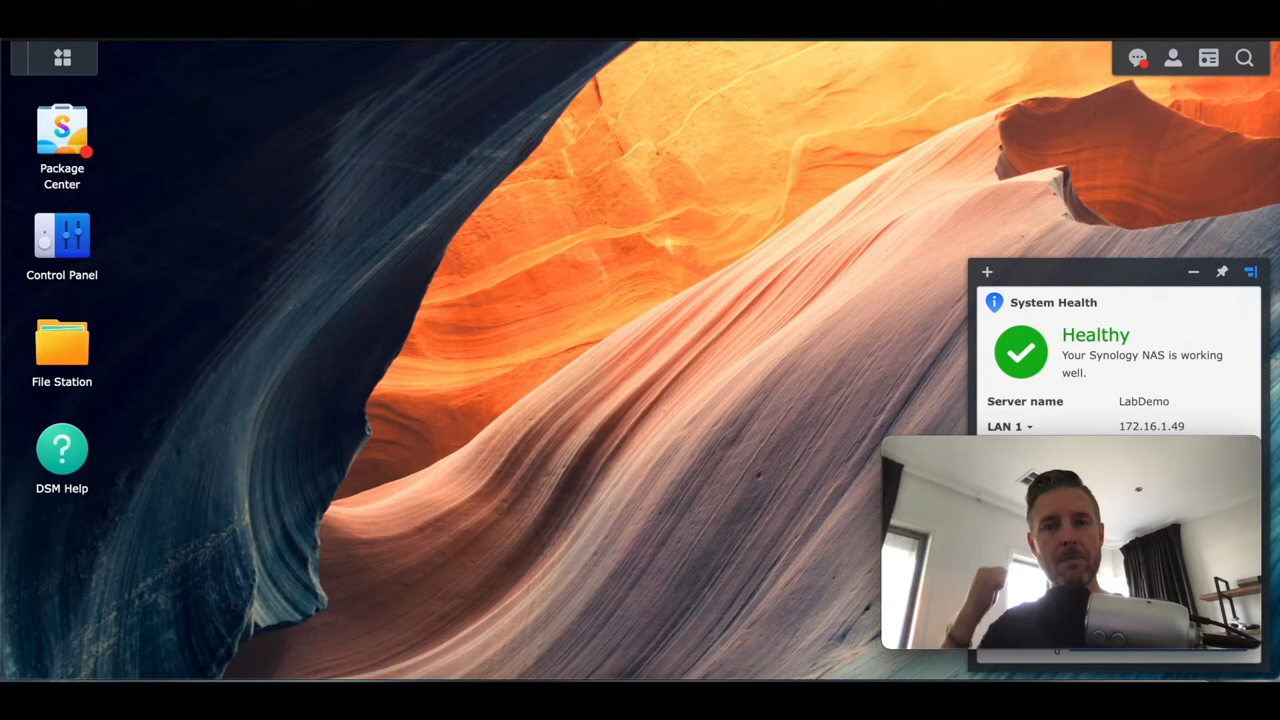 Package
Center
Control Panel
File Station
DSM Help
System Health
Healthy
Your Synology NAS is working
well.
Server name LabDemo
LAN 1 172.16.1.49
0